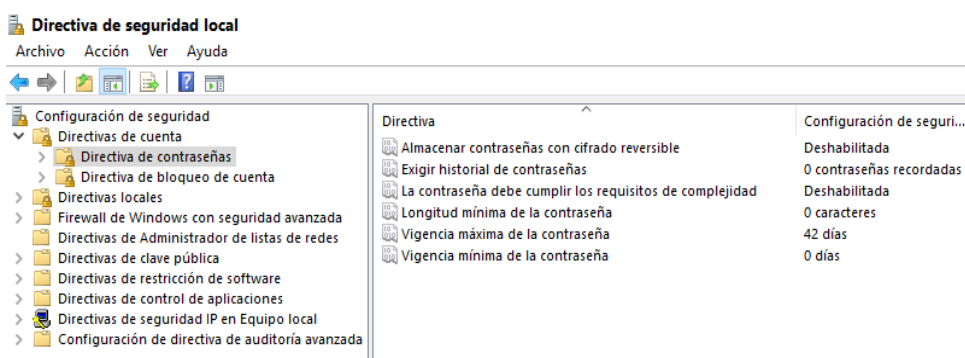 Directiva de seguridad local
Archivo Acción Ver Ayuda
Configuración de seguridad
Directivas de cuenta
Directiva de contraseñas
Directiva de bloqueo de cuenta
Directivas locales
Firewall de Windows con seguridad avanzada
Directivas de Administrador de listas de redes
Directivas de clave pública
Directivas de restricción de software
Directivas de control de aplicaciones
Directivas de seguridad IP en Equipo local
Configuración de directiva de auditoría avanzada
Directiva Configuración de seguri...
Almacenar contraseñas con cifrado reversible Deshabilitada
Exigir historial de contraseñas 0 contraseñas recordadas
La contraseña debe cumplir los requisitos de complejidad Deshabilitada
Longitud mínima de la contraseña 0 caracteres
Vigencia máxima de la contraseña 42 días
Vigencia mínima de la contraseña 0 días